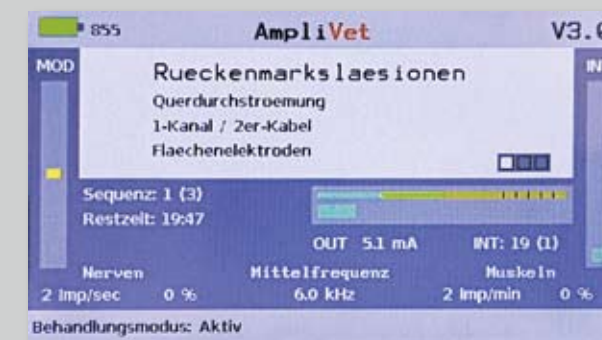 855 AmpliVet V3.0
MOD
Rueckenmarkslaesionen
Querdurchstroemung
1-Kanal / 2er-Kabel
Flaechenelektroden
Sequenz: 1 (3)
Restzeit: 19:47
OUT 5.1 mA INT: 19 (1)
Nerven Mittelfrequenz Muskeln
2 Imp/sec 0 % 6.0 kHz 2 Imp/min 0 %
Behandlungsmodus: Aktiv